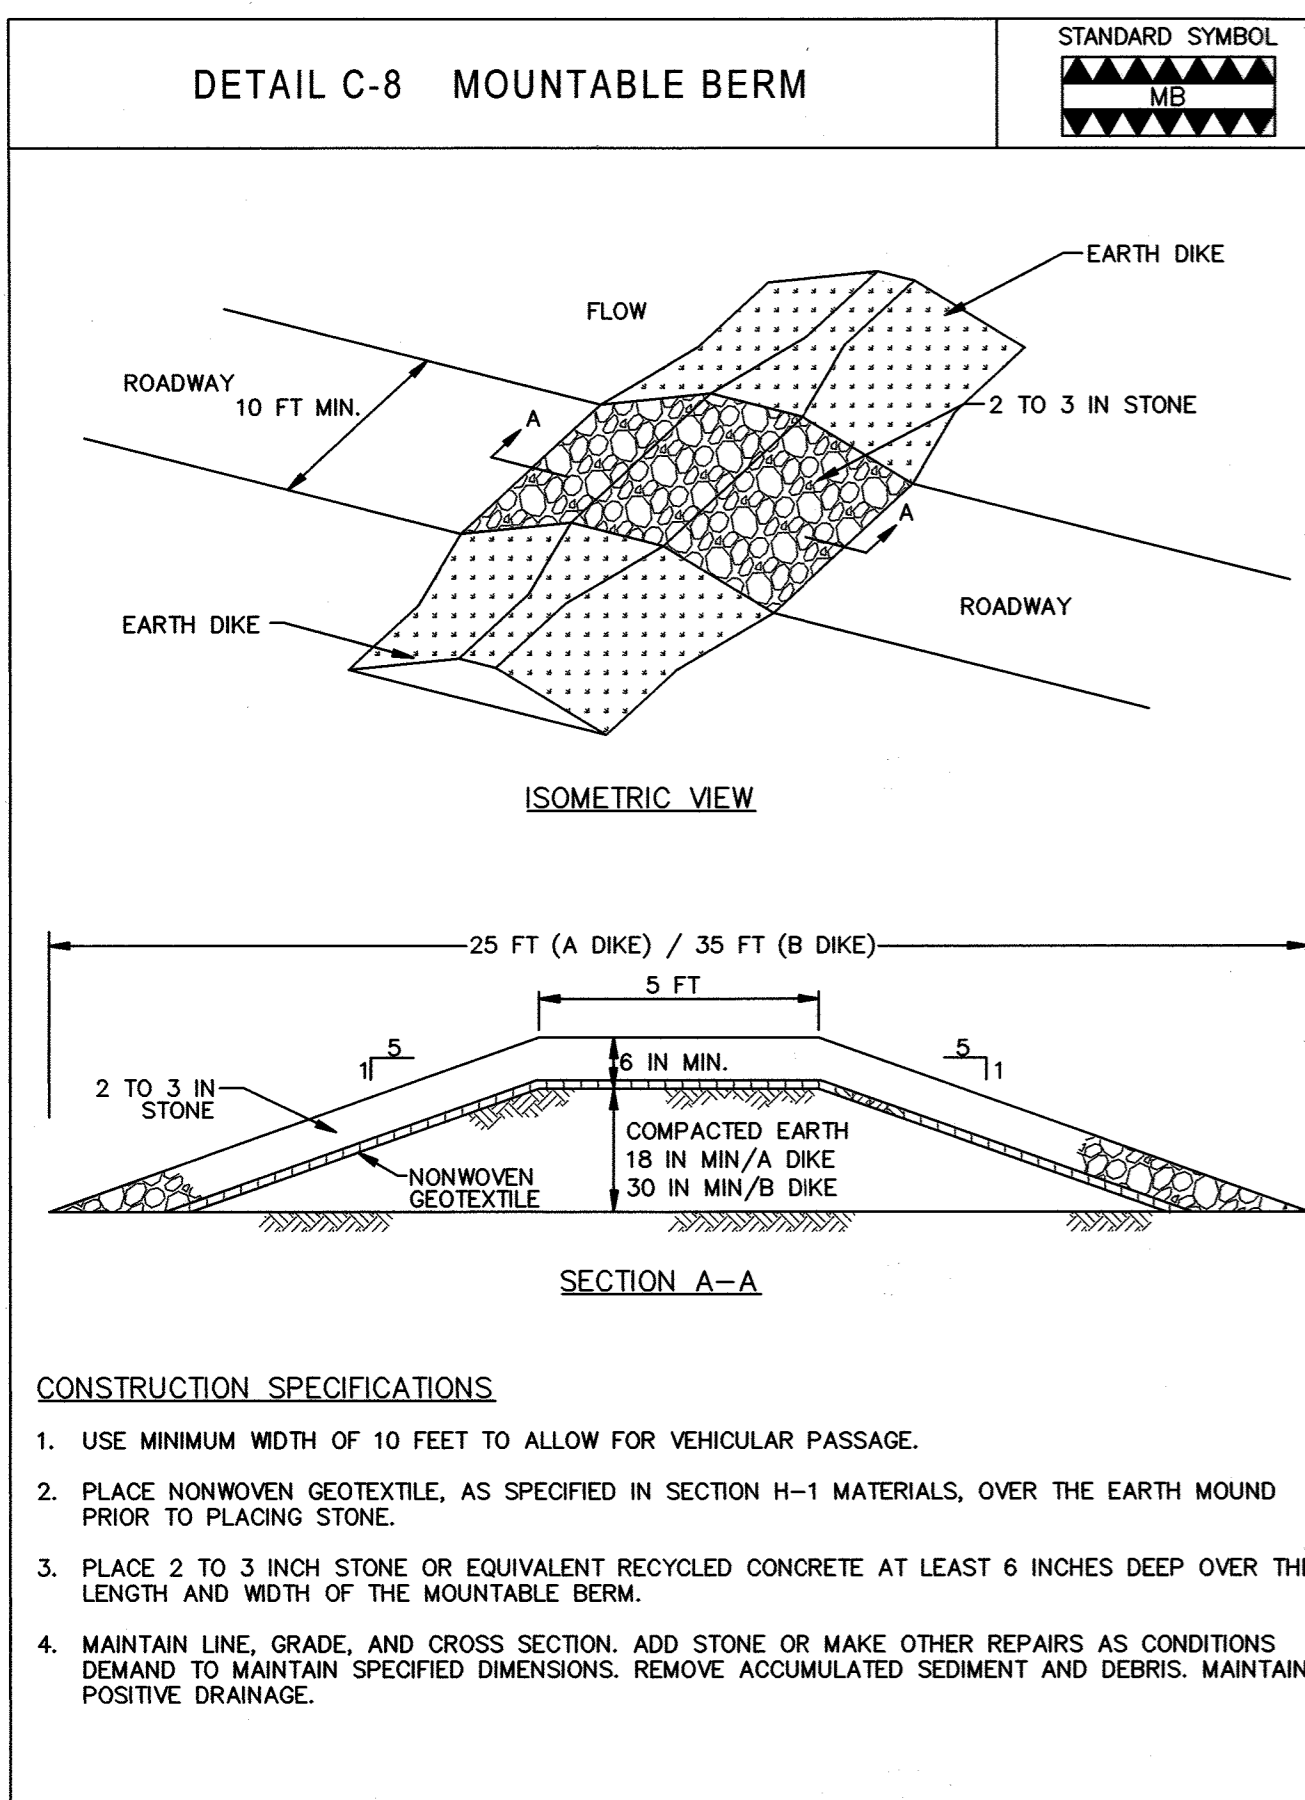 DETAIL C-8 MOUNTABLE BERM
STANDARD SYMBOL
MB
EARTH DIKE
FLOW
ROADWAY
10 FT MIN.
2 TO 3 IN STONE
A
A
ROADWAY
EARTH DIKE
ISOMETRIC VIEW
25 FT (A DIKE) / 35 FT (B DIKE)
5 FT
5
1
6 IN MIN.
5
1
2 TO 3 IN
STONE
COMPACTED EARTH
18 IN MIN/A DIKE
30 IN MIN/B DIKE
NONWOVEN
GEOTEXTILE
SECTION A-A
CONSTRUCTION SPECIFICATIONS
1. USE MINIMUM WIDTH OF 10 FEET TO ALLOW FOR VEHICULAR PASSAGE.
2. PLACE NONWOVEN GEOTEXTILE, AS SPECIFIED IN SECTION H-1 MATERIALS, OVER THE EARTH MOUND
PRIOR TO PLACING STONE.
3. PLACE 2 TO 3 INCH STONE OR EQUIVALENT RECYCLED CONCRETE AT LEAST 6 INCHES DEEP OVER THE
LENGTH AND WIDTH OF THE MOUNTABLE BERM.
4. MAINTAIN LINE, GRADE, AND CROSS SECTION. ADD STONE OR MAKE OTHER REPAIRS AS CONDITIONS
DEMAND TO MAINTAIN SPECIFIED DIMENSIONS. REMOVE ACCUMULATED SEDIMENT AND DEBRIS. MAINTAIN
POSITIVE DRAINAGE.